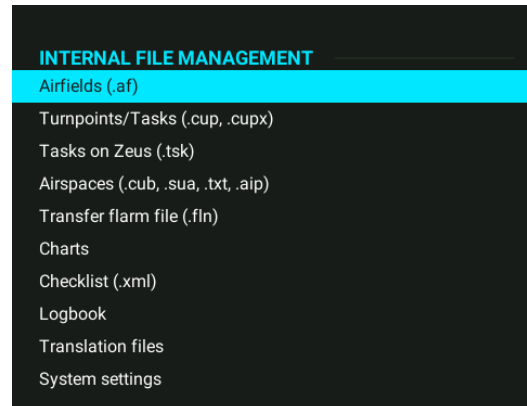 INTERNAL FILE MANAGEMENT
Airfields (.af)
Turnpoints/Tasks (.cup, .cupx)
Tasks on Zeus (.tsk)
Airspaces (.cub, .sua, .txt, .aip)
Transfer flarm file (.fln)
Charts
Checklist (.xml)
Logbook
Translation files
System settings